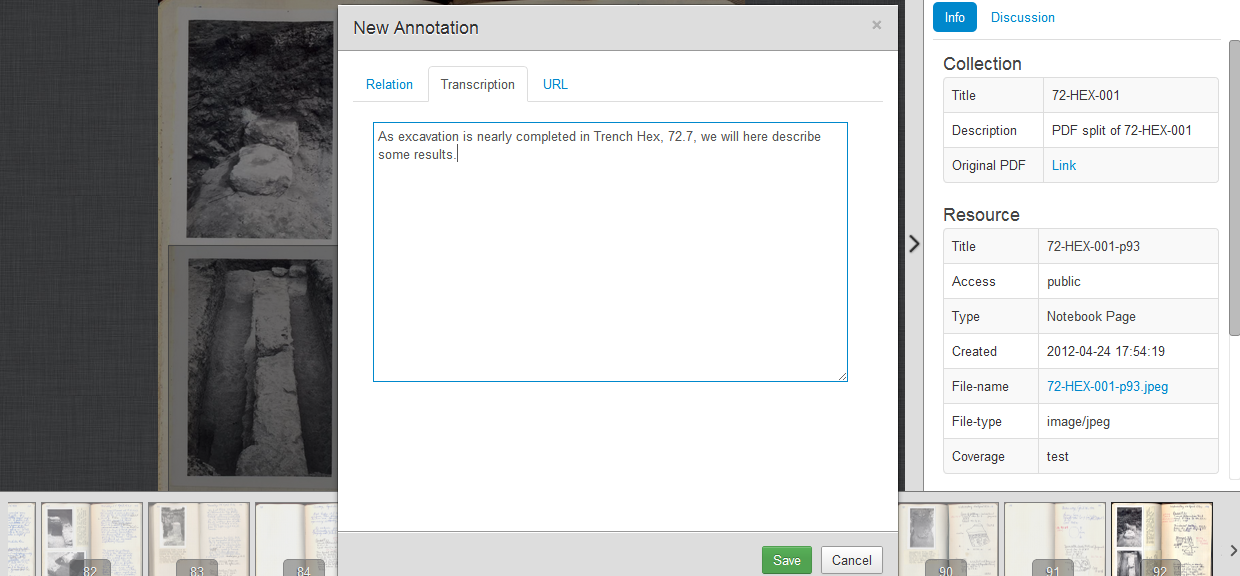 New Annotation
×
Relation
Transcription
URL
As excavation is nearly completed in Trench Hex, 72.7, we will here describe
some results.
Save
Cancel
Info
Discussion
Collection
Title 72-HEX-001
Description PDF split of 72-HEX-001
Original PDF Link
Resource
Title 72-HEX-001-p93
Access public
Type Notebook Page
Created 2012-04-24 17:54:19
File-name 72-HEX-001-p93.jpeg
File-type image/jpeg
Coverage test
82
83
84
90
91
92